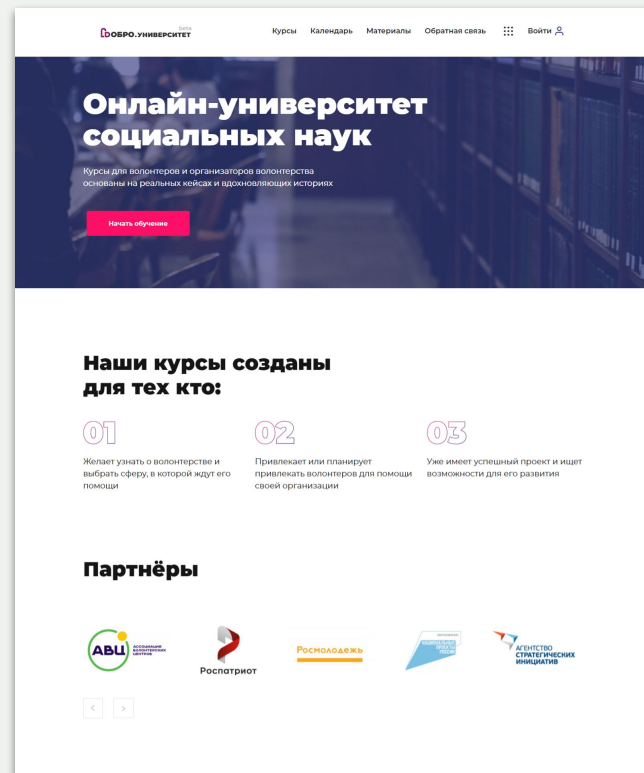 beta
ДОБРО.УНИВЕРСИТЕТ
Курсы Календарь Материалы Обратная связь Войти
Онлайн-университет
социальных наук
Курсы для волонтеров и организаторов волонтерства
основаны на реальных кейсах и вдохновляющих историях
Начать обучение
Наши курсы созданы
для тех кто:
01 02 03
Желает узнать о волонтерстве и
выбрать сферу, в которой ждут его
помощи
Привлекает или планирует
привлекать волонтеров для помощи
своей организации
Уже имеет успешный проект и ищет
возможности для его развития
Партнёры
АВЦ
АССОЦИАЦИЯ
ВОЛОНТЕРСКИХ
ЦЕНТРОВ
Роспатриот
Росмолодежь
НАЦИОНАЛЬНЫЕ
ПРОЕКТЫ
РОССИИ
АГЕНТСТВО
СТРАТЕГИЧЕСКИХ
ИНИЦИАТИВ